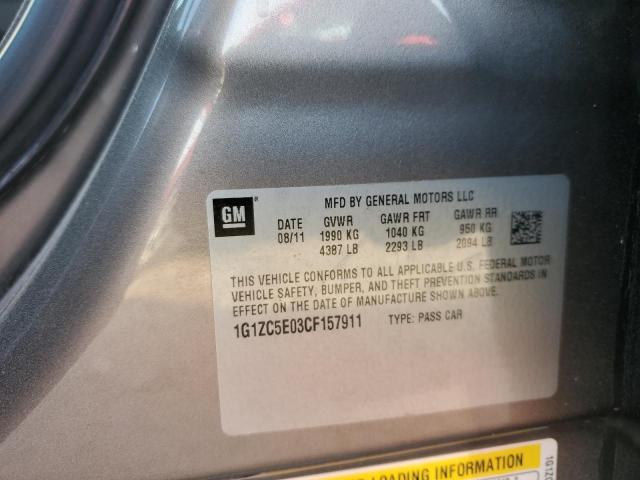 GM
MFD BY GENERAL MOTORS LLC
DATE GVWR GAWR FRT GAWR RR
08/11 1990 KG 1040 KG 950 KG
4387 LB 2293 LB 2094 LB
THIS VEHICLE CONFORMS TO ALL APPLICABLE U.S. FEDERAL MOTOR
VEHICLE SAFETY, BUMPER, AND THEFT PREVENTION STANDARDS IN
EFFECT ON THE DATE OF MANUFACTURE SHOWN ABOVE.
1G1ZC5E03CF157911 TYPE: PASS CAR
LOADING INFORMATION